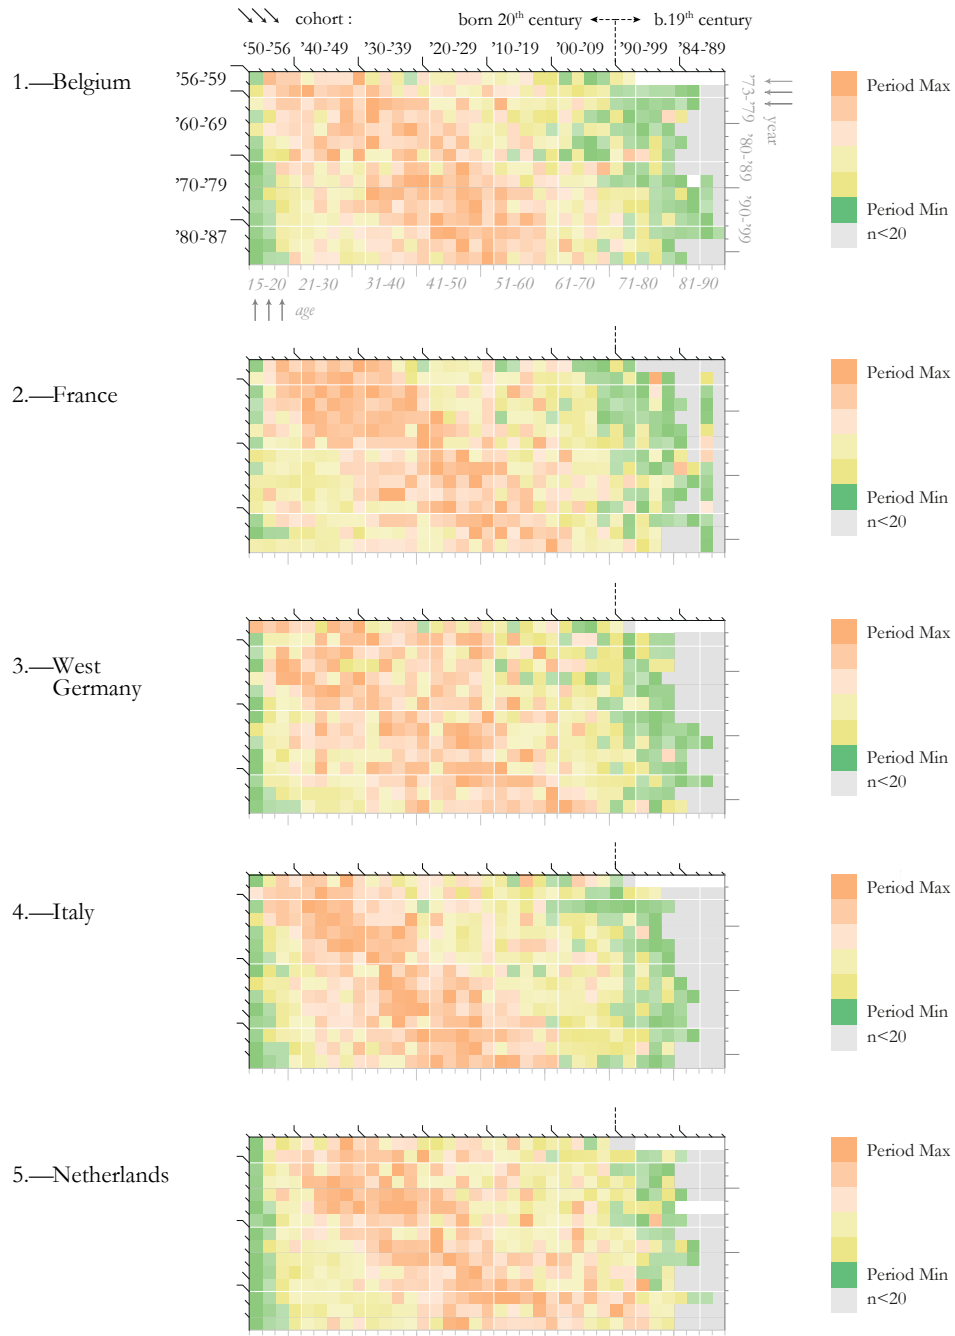 cohort : born 20th century b.19th century
'50-'56 '40-'49 '30-'39 '20-'29 '10-'19 '00-'09 '90-'99 '84-'89
1.—Belgium
'56-'59
'60-'69
'70-'79
'80-'87
'73-'79 '80-'89 '90-'99
year
15-20 21-30 31-40 41-50 51-60 61-70 71-80 81-90
age
Period Max
Period Min
n<20
2.—France
Period Max
Period Min
n<20
3.—West
Germany
Period Max
Period Min
n<20
4.—Italy
Period Max
Period Min
n<20
5.—Netherlands
Period Max
Period Min
n<20